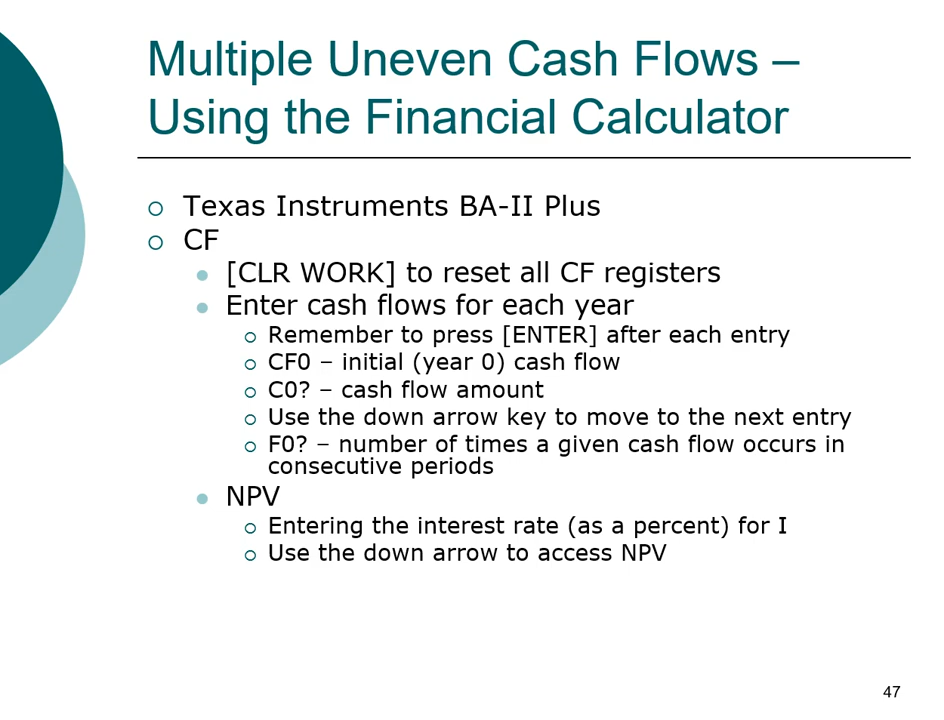 Multiple Uneven Cash Flows –
Using the Financial Calculator
Texas Instruments BA-II Plus
CF
[CLR WORK] to reset all CF registers
Enter cash flows for each year
Remember to press [ENTER] after each entry
CF0 – initial (year 0) cash flow
C0? – cash flow amount
Use the down arrow key to move to the next entry
F0? – number of times a given cash flow occurs in
consecutive periods
NPV
Entering the interest rate (as a percent) for I
Use the down arrow to access NPV
47